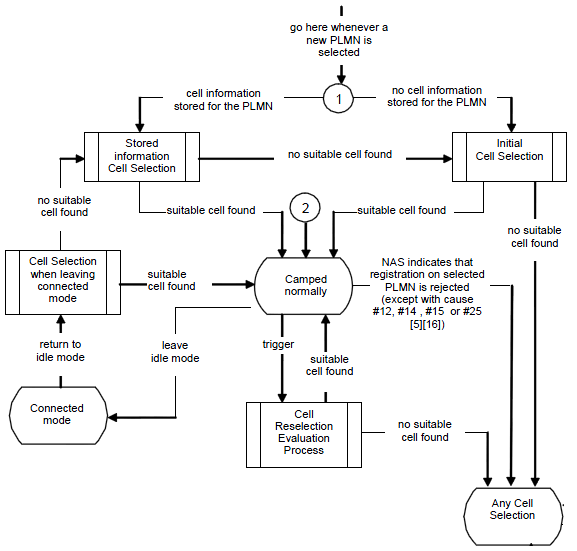 go here whenever a
new PLMN is
selected
cell information
stored for the PLMN
1
no cell information
stored for the PLMN
Stored
information
Cell Selection
no suitable cell found
Initial
Cell Selection
no suitable
cell found
suitable cell found
2
suitable cell found
no suitable
cell found
Cell Selection
when leaving
connected
mode
suitable
cell found
Camped
normally
NAS indicates that
registration on selected
PLMN is rejected
(except with cause
#12, #14 , #15 or #25
[5][16])
return to
idle mode
leave
idle mode
trigger
suitable
cell found
Connected
mode
Cell
Reselection
Evaluation
Process
no suitable
cell found
Any Cell
Selection